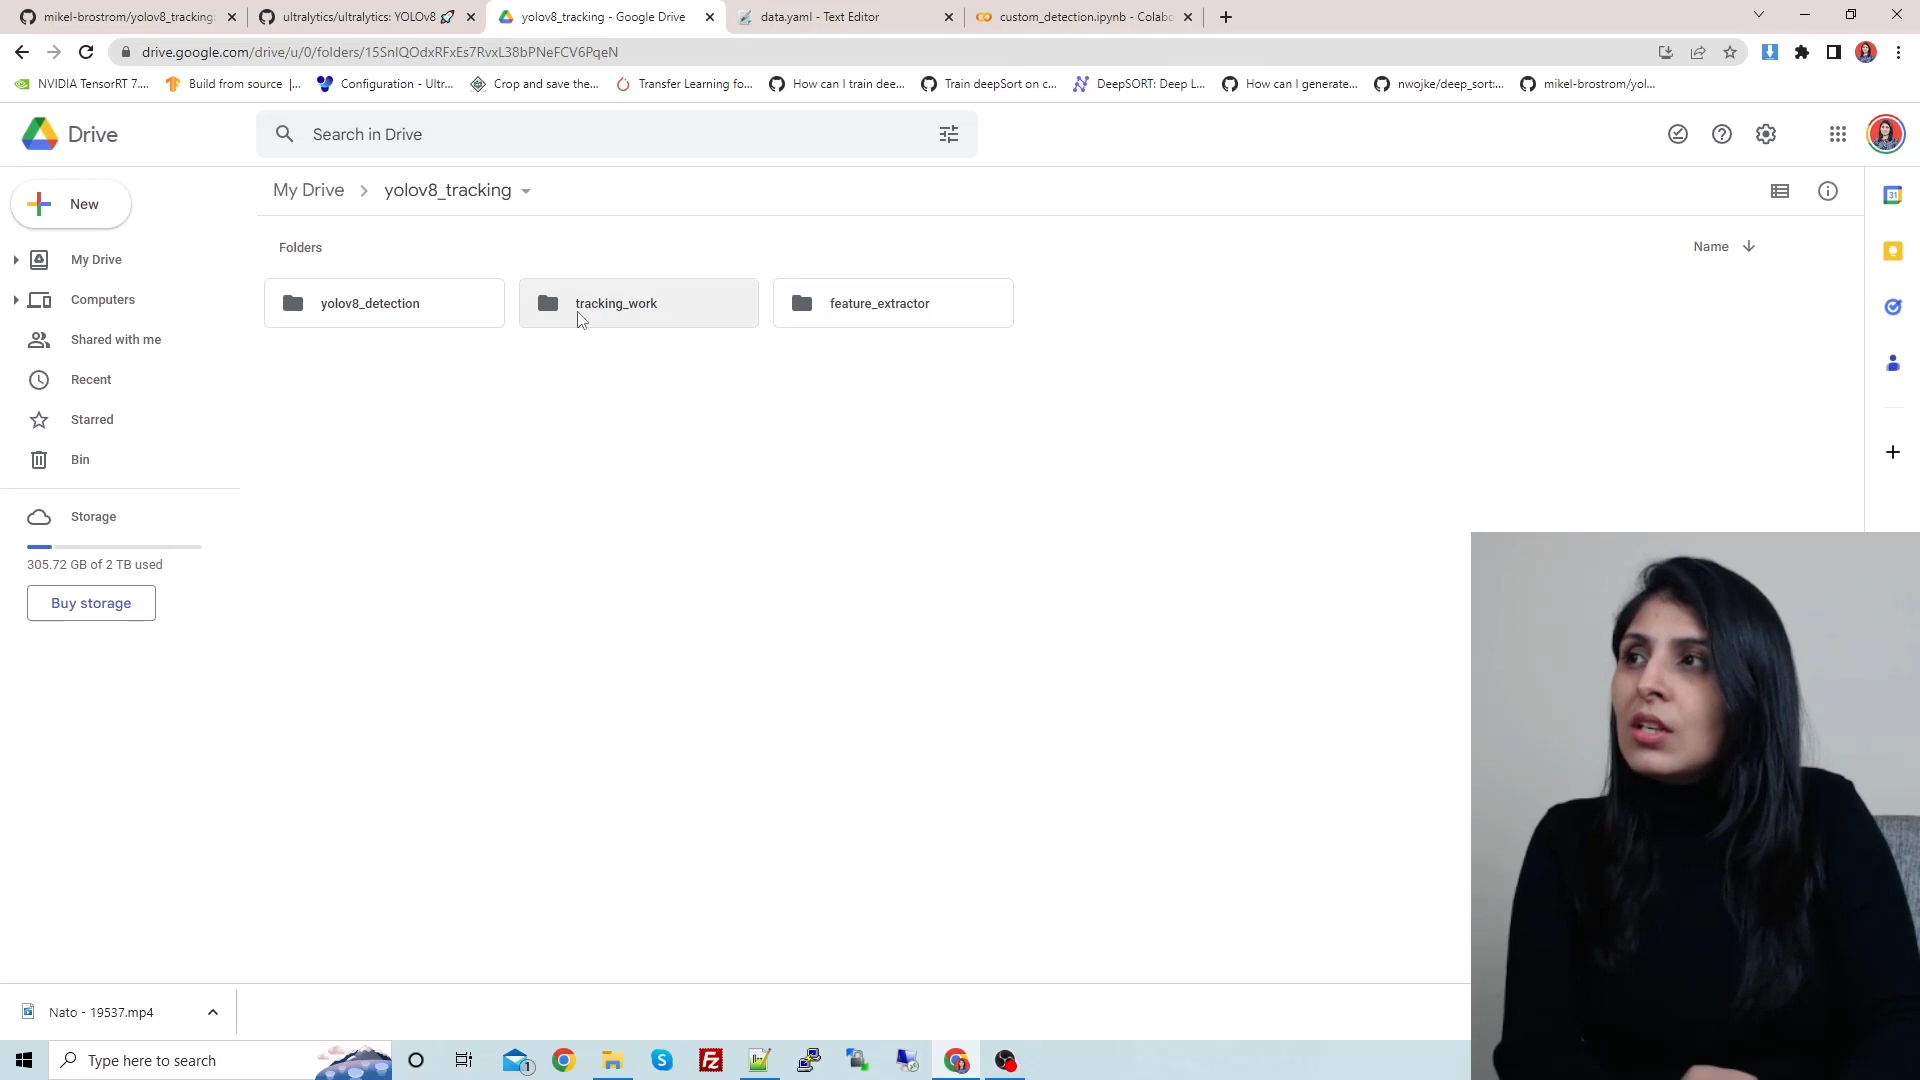 mikel-brostrom/yolov8_tracking:
ultralytics/ultralytics: YOLOv8 🚀
yolov8_tracking - Google Drive
data.yaml - Text Editor
custom_detection.ipynb - Colabo
drive.google.com/drive/u/0/folders/15SnlQOdxRFxEs7RvxL38bPNeFCV6PqeN
NVIDIA TensorRT 7....
Build from source |...
Configuration - Ultr...
Crop and save the...
Transfer Learning fo...
How can I train dee...
Train deepSort on c...
DeepSORT: Deep L...
How can I generate...
nwojke/deep_sort:...
mikel-brostrom/yol...
Drive
Search in Drive
New
My Drive
yolov8_tracking
31
Folders
Name
yolov8_detection
tracking_work
feature_extractor
My Drive
Computers
Shared with me
Recent
Starred
Bin
Storage
305.72 GB of 2 TB used
Buy storage
Nato - 19537.mp4
Type here to search
1